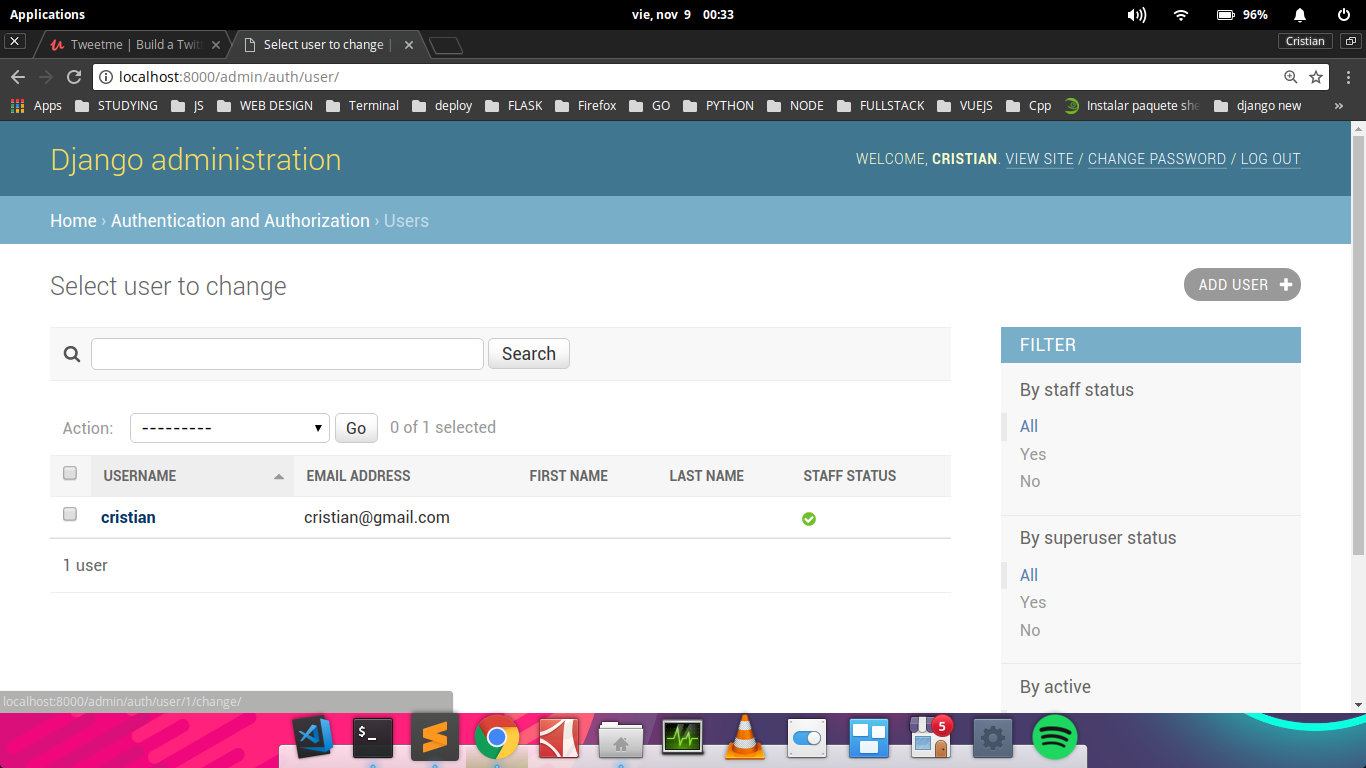 Applications
vie, nov 9 00:33
96%
Tweetme | Build a Twit
Select user to change |
Cristian
localhost:8000/admin/auth/user/
Apps STUDYING JS WEB DESIGN Terminal deploy FLASK Firefox GO PYTHON NODE FULLSTACK VUEJS Cpp Instalar paquete she django new »
Django administration
WELCOME, CRISTIAN. VIEW SITE / CHANGE PASSWORD / LOG OUT
Home › Authentication and Authorization › Users
Select user to change
ADD USER +
Search
FILTER
By staff status
All
Yes
No
Action: --------- Go 0 of 1 selected
USERNAME EMAIL ADDRESS FIRST NAME LAST NAME STAFF STATUS
cristian cristian@gmail.com
1 user
By superuser status
All
Yes
No
By active
localhost:8000/admin/auth/user/1/change/
$_
5